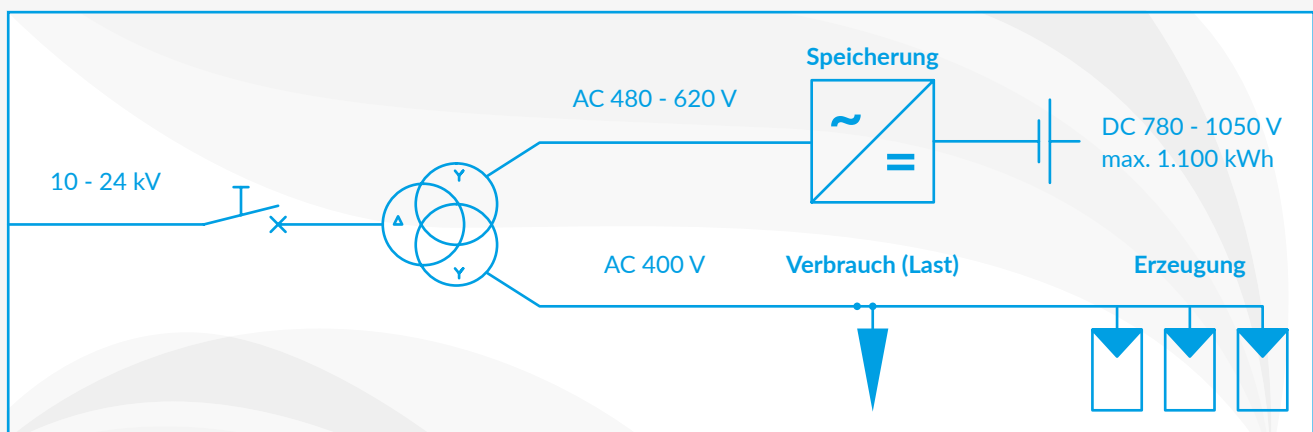 Speicherung
AC 480 - 620 V
~
=
DC 780 - 1050 V
max. 1.100 kWh
10 - 24 kV
Y
Δ
Y
AC 400 V
Verbrauch (Last)
Erzeugung